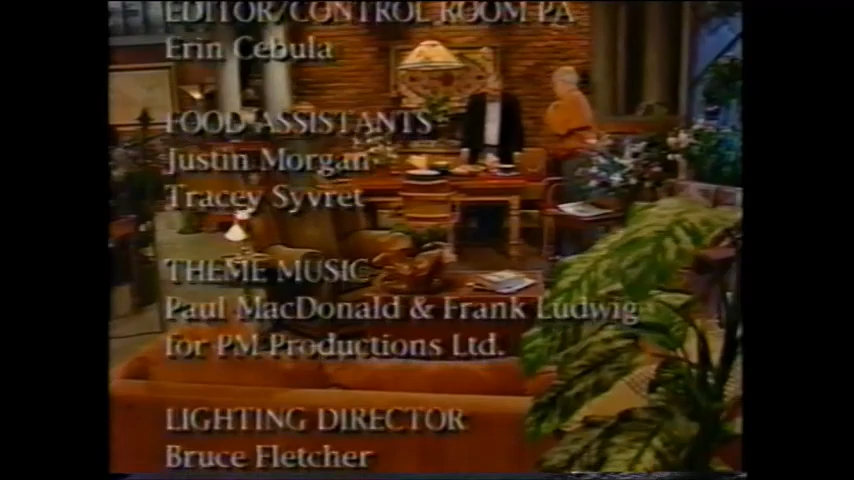 EDITOR/CONTROL ROOM PA
Erin Cebula
FOOD ASSISTANTS
Justin Morgan
Tracey Syvret
THEME MUSIC
Paul MacDonald & Frank Ludwig
for PM Productions Ltd.
LIGHTING DIRECTOR
Bruce Fletcher